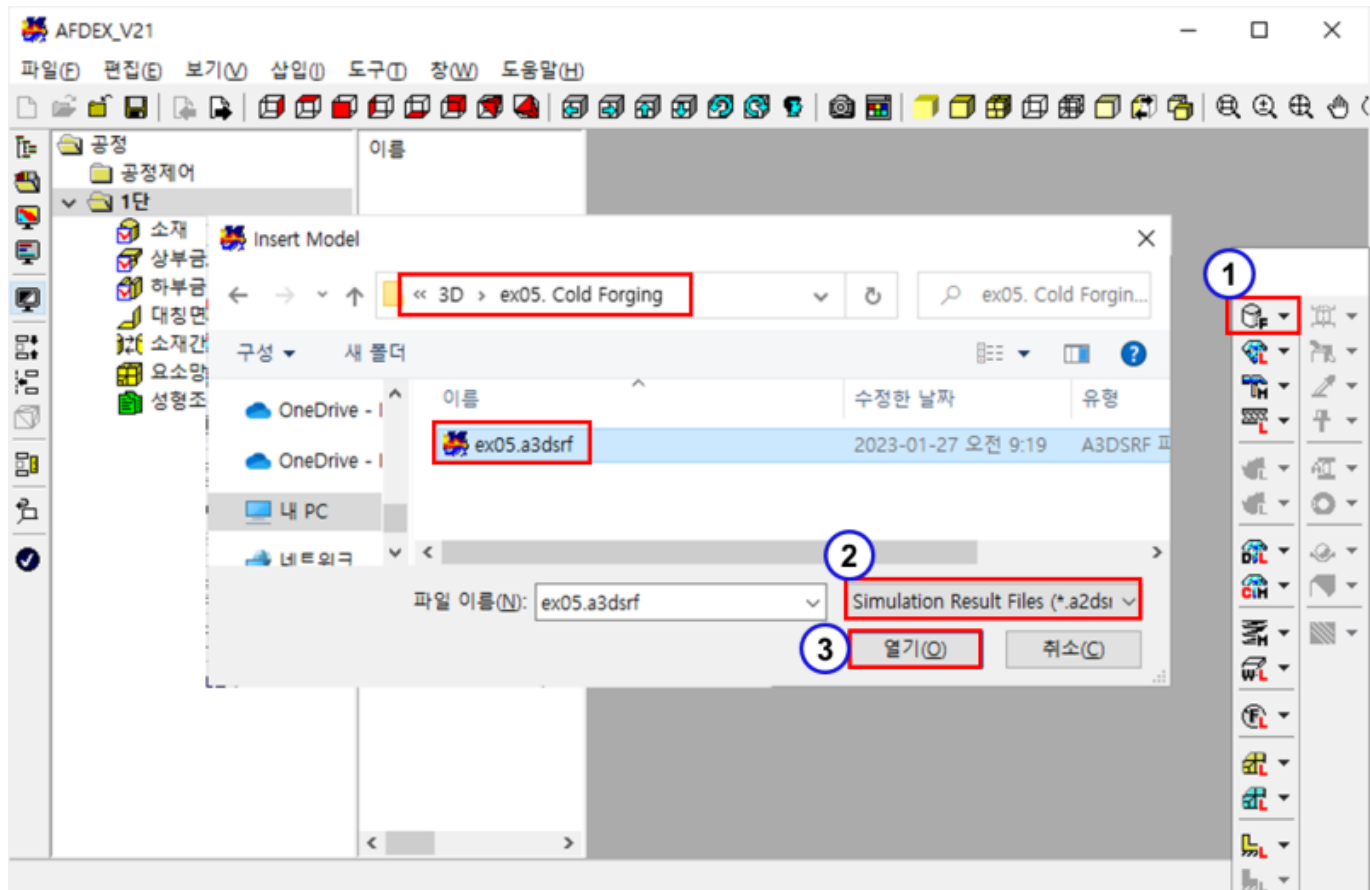 AFDEX_V21
파일(F) 편집(E) 보기(V) 삽입(I) 도구(T) 창(W) 도움말(H)
공정
이름
공정제어
1단
소재
상부금
하부금
대칭면
소재간
요소망
성형조
Insert Model
« 3D › ex05. Cold Forging
ex05. Cold Forgin...
구성
새 폴더
이름
수정한 날짜
유형
OneDrive -
ex05.a3dsrf
2023-01-27 오전 9:19
A3DSRF
OneDrive -
내 PC
네트워크
파일 이름(N):
ex05.a3dsrf
Simulation Result Files (*.a2dsr
열기(O)
취소(C)
1
2
3